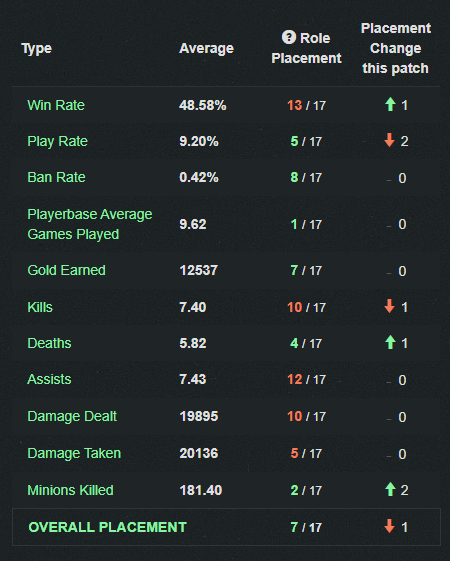 Type Average ? Role Placement Placement Change this patch
Win Rate 48.58% 13 / 17 1
Play Rate 9.20% 5 / 17 2
Ban Rate 0.42% 8 / 17 - 0
Playerbase Average Games Played 9.62 1 / 17 - 0
Gold Earned 12537 7 / 17 - 0
Kills 7.40 10 / 17 1
Deaths 5.82 4 / 17 1
Assists 7.43 12 / 17 - 0
Damage Dealt 19895 10 / 17 - 0
Damage Taken 20136 5 / 17 - 0
Minions Killed 181.40 2 / 17 2
OVERALL PLACEMENT 7 / 17 1